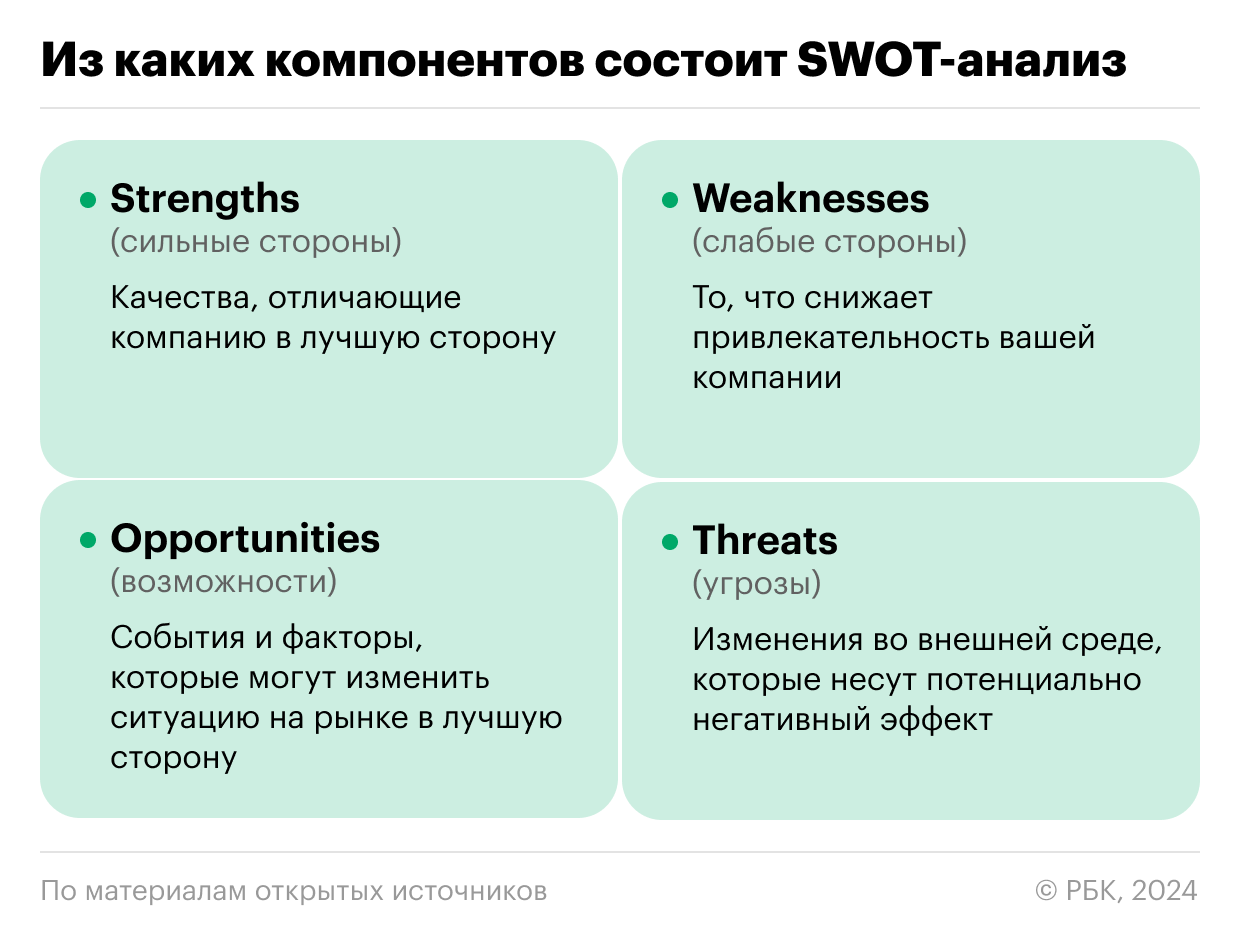 Из каких компонентов состоит SWOT-анализ
Strengths
(сильные стороны)
Качества, отличающие
компанию в лучшую сторону
Weaknesses
(слабые стороны)
То, что снижает
привлекательность вашей
компании
Opportunities
(возможности)
События и факторы,
которые могут изменить
ситуацию на рынке в лучшую
сторону
Threats
(угрозы)
Изменения во внешней среде,
которые несут потенциально
негативный эффект
По материалам открытых источников
© РБК, 2024